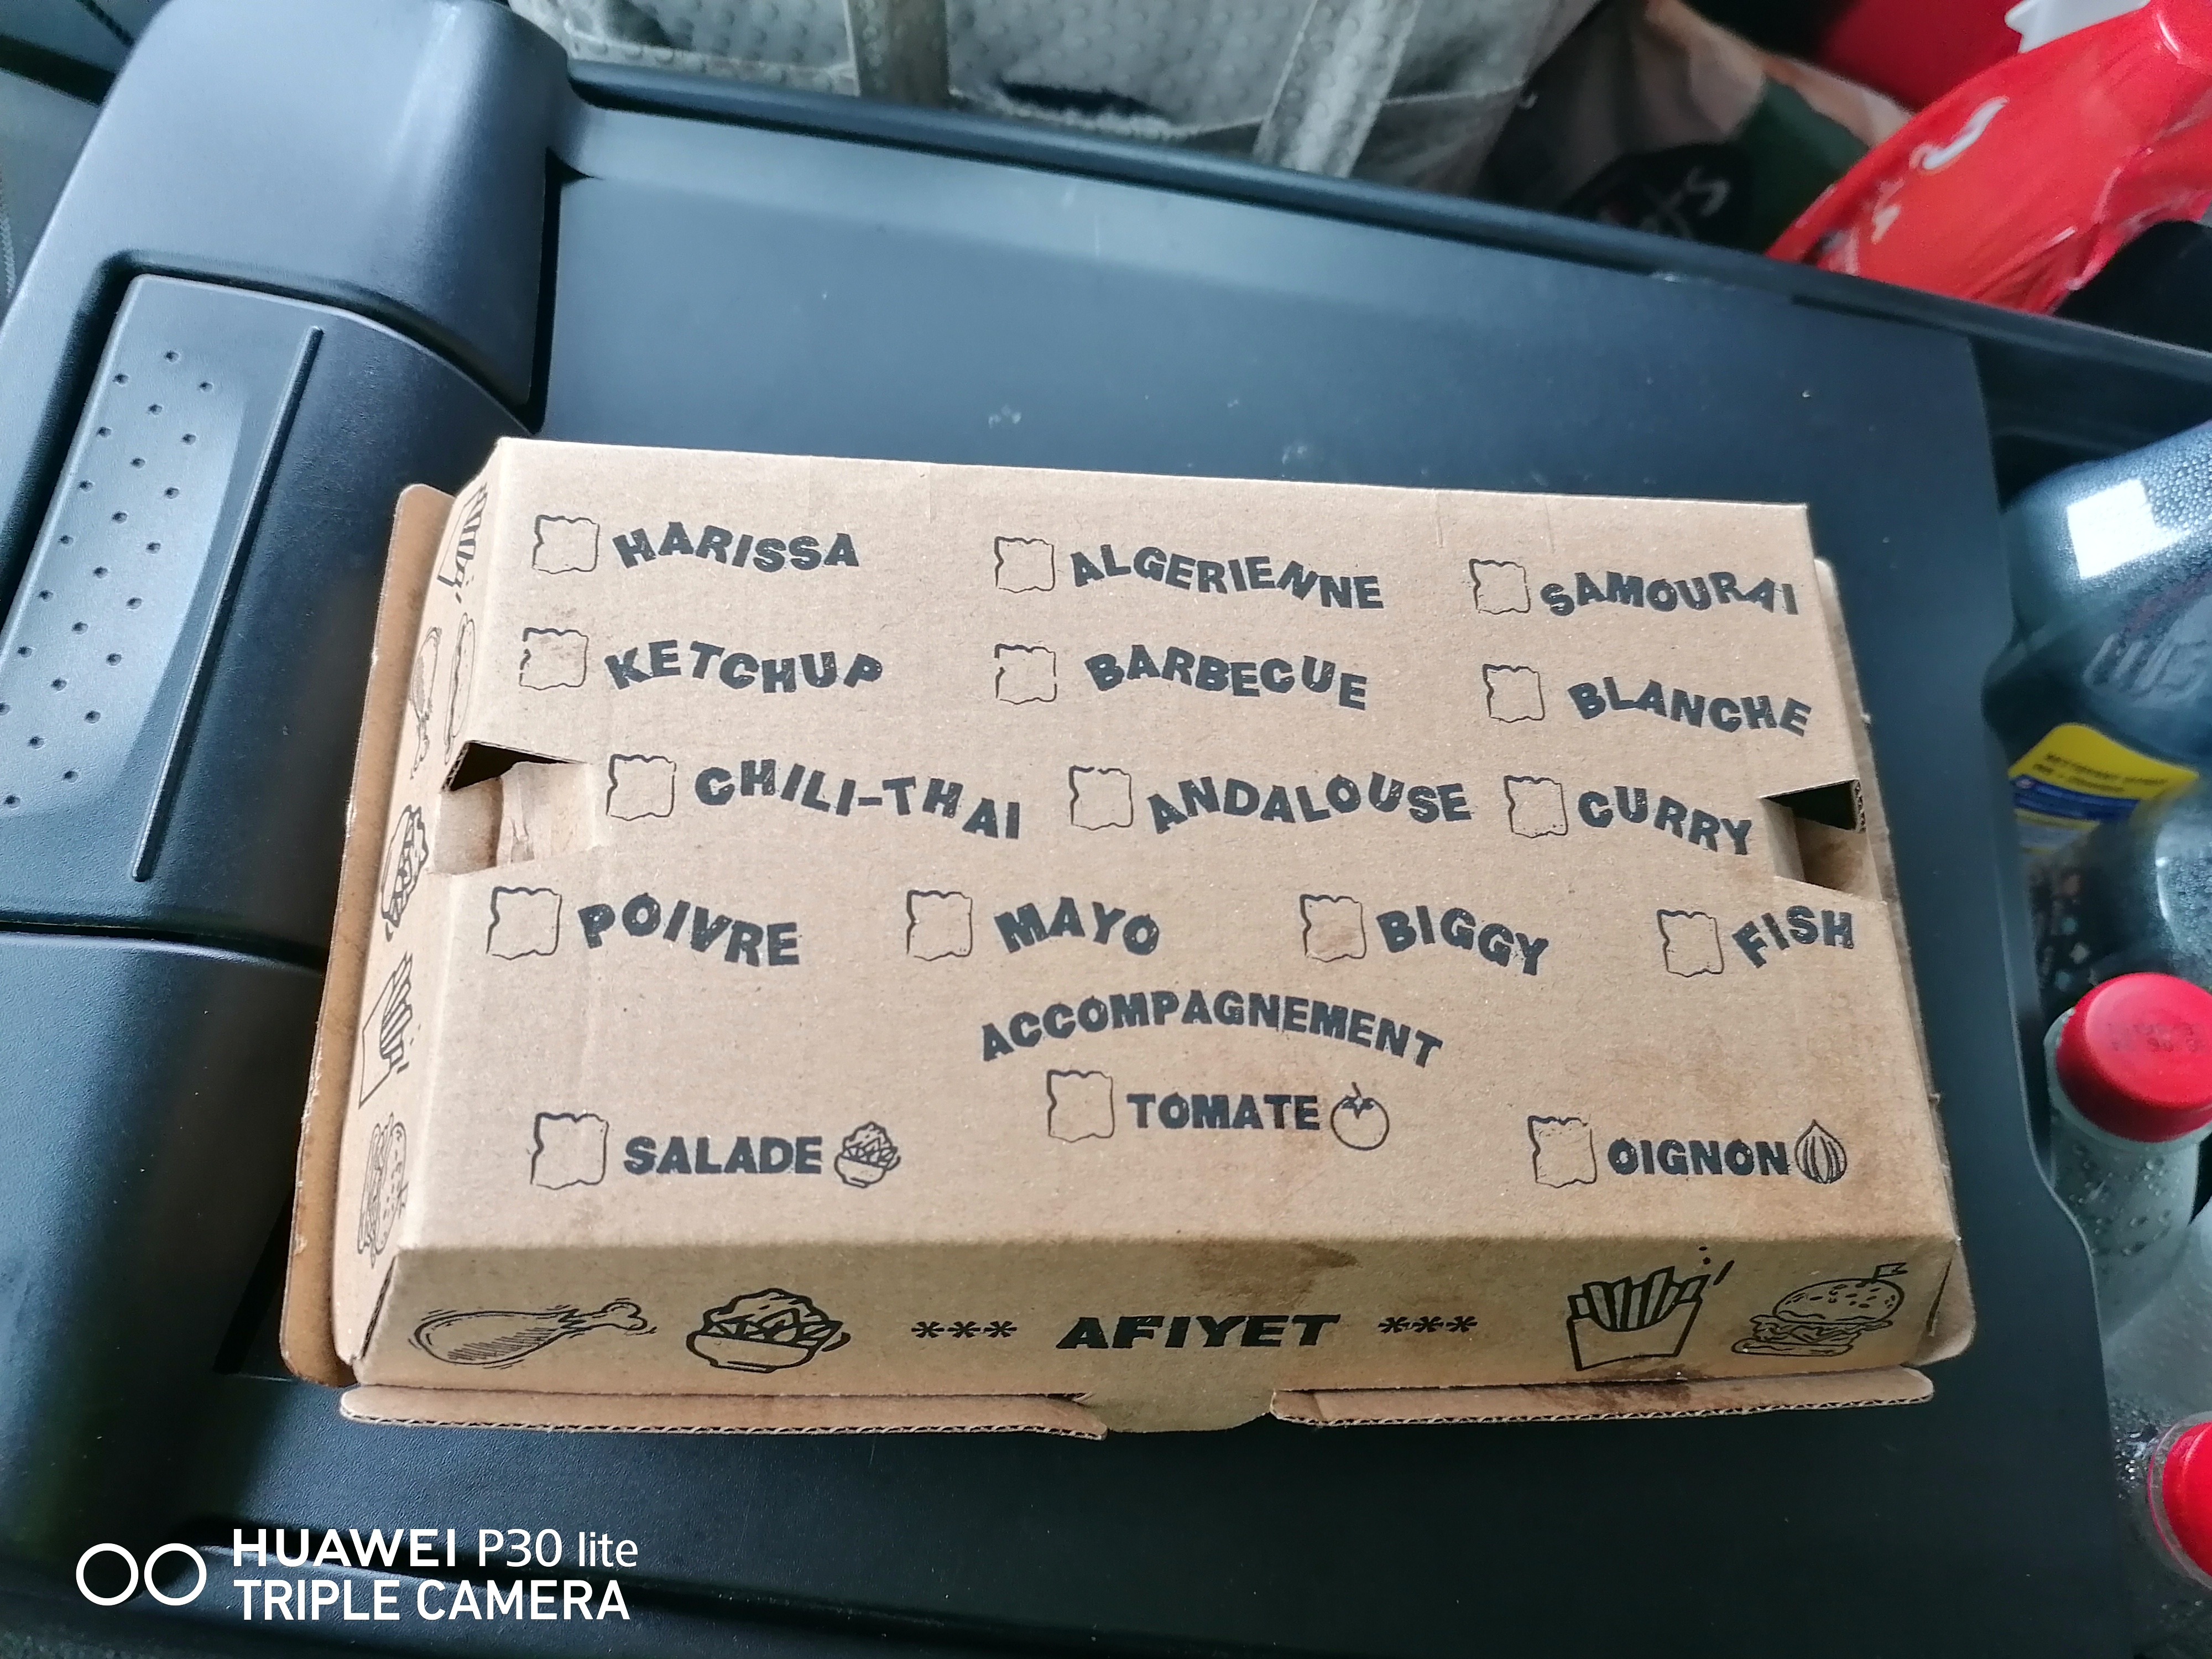 HARISSA ALGERIENNE SAMOURAI
KETCHUP BARBECUE BLANCHE
CHILI-THAI ANDALOUSE CURRY
POIVRE MAYO BIGGY FISH
ACCOMPAGNEMENT
SALADE TOMATE OIGNON
*** AFIYET ***
HUAWEI P30 lite
TRIPLE CAMERA